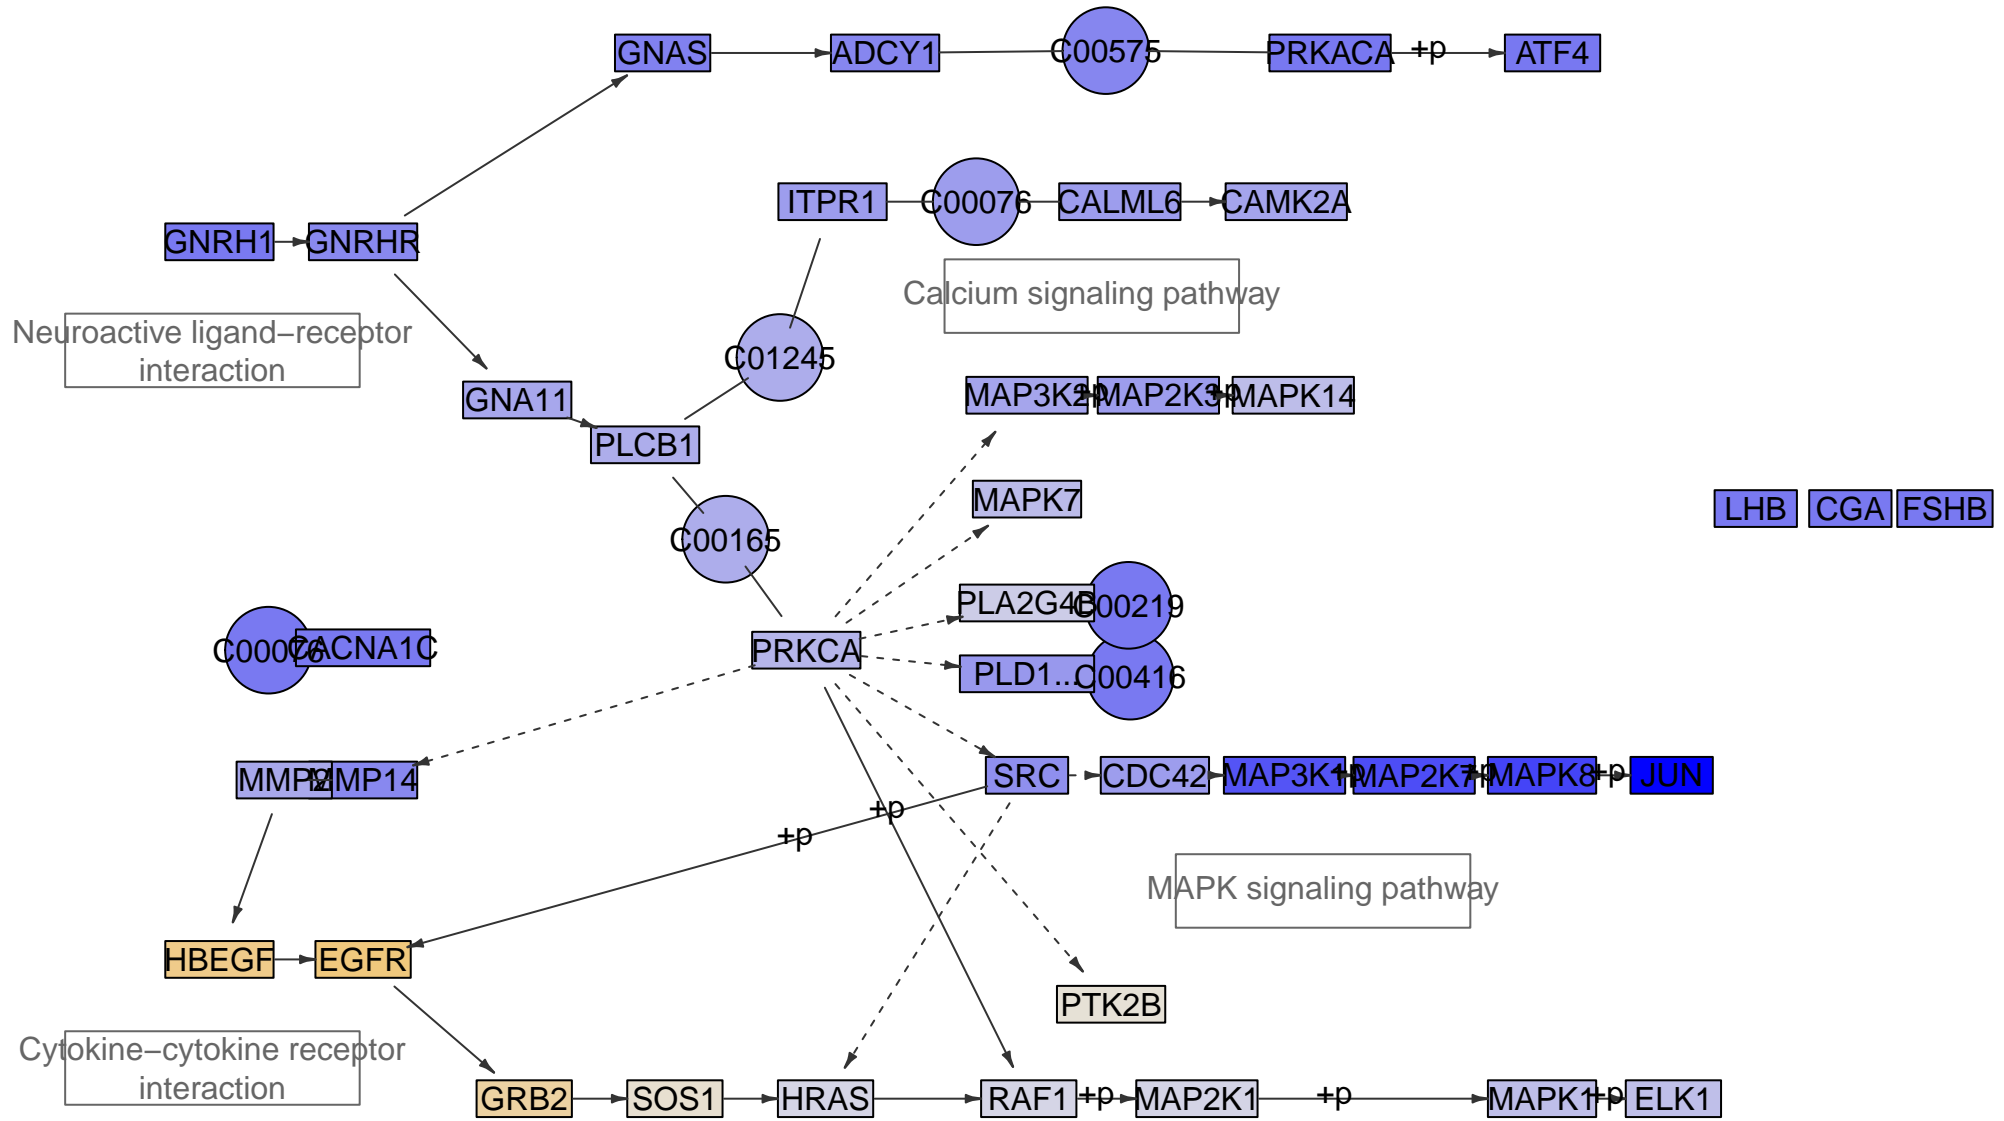 GNAS
ADCY1
C00575
PRKACA
+p
ATF4
ITPR1
C00076
CALML6
CAMK2A
GNRH1
GNRHR
Calcium signaling pathway
Neuroactive ligand–receptor
interaction
C01245
GNA11
MAP3K2
+p
MAP2K3
+p
MAPK14
PLCB1
MAPK7
LHB
CGA
FSHB
C00165
PLA2G4B
C00219
C00076
CACNA1C
PRKCA
PLD1...
C00416
MMP2
MMP14
SRC
CDC42
MAP3K1
+p
MAP2K7
+p
MAPK8
+p
JUN
+p
+p
MAPK signaling pathway
HBEGF
EGFR
PTK2B
Cytokine–cytokine receptor
interaction
GRB2
SOS1
HRAS
RAF1
+p
MAP2K1
+p
MAPK1
+p
ELK1